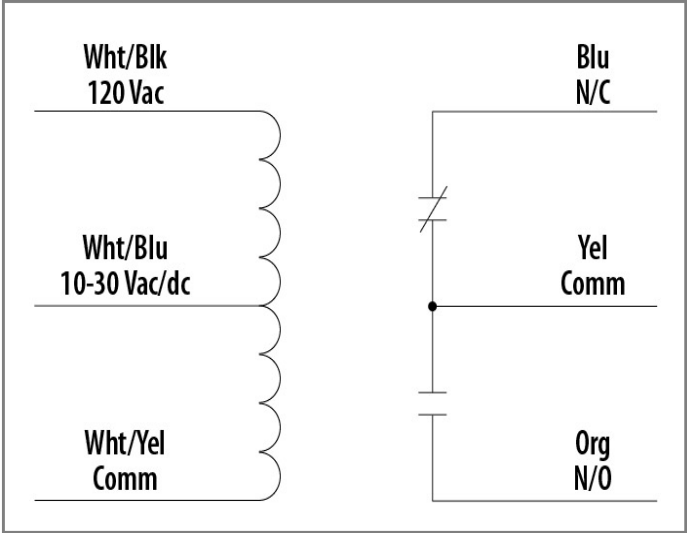 Wht/Blk
120 Vac
Blu
N/C
Wht/Blu
10-30 Vac/dc
Yel
Comm
Wht/Yel
Comm
Org
N/O